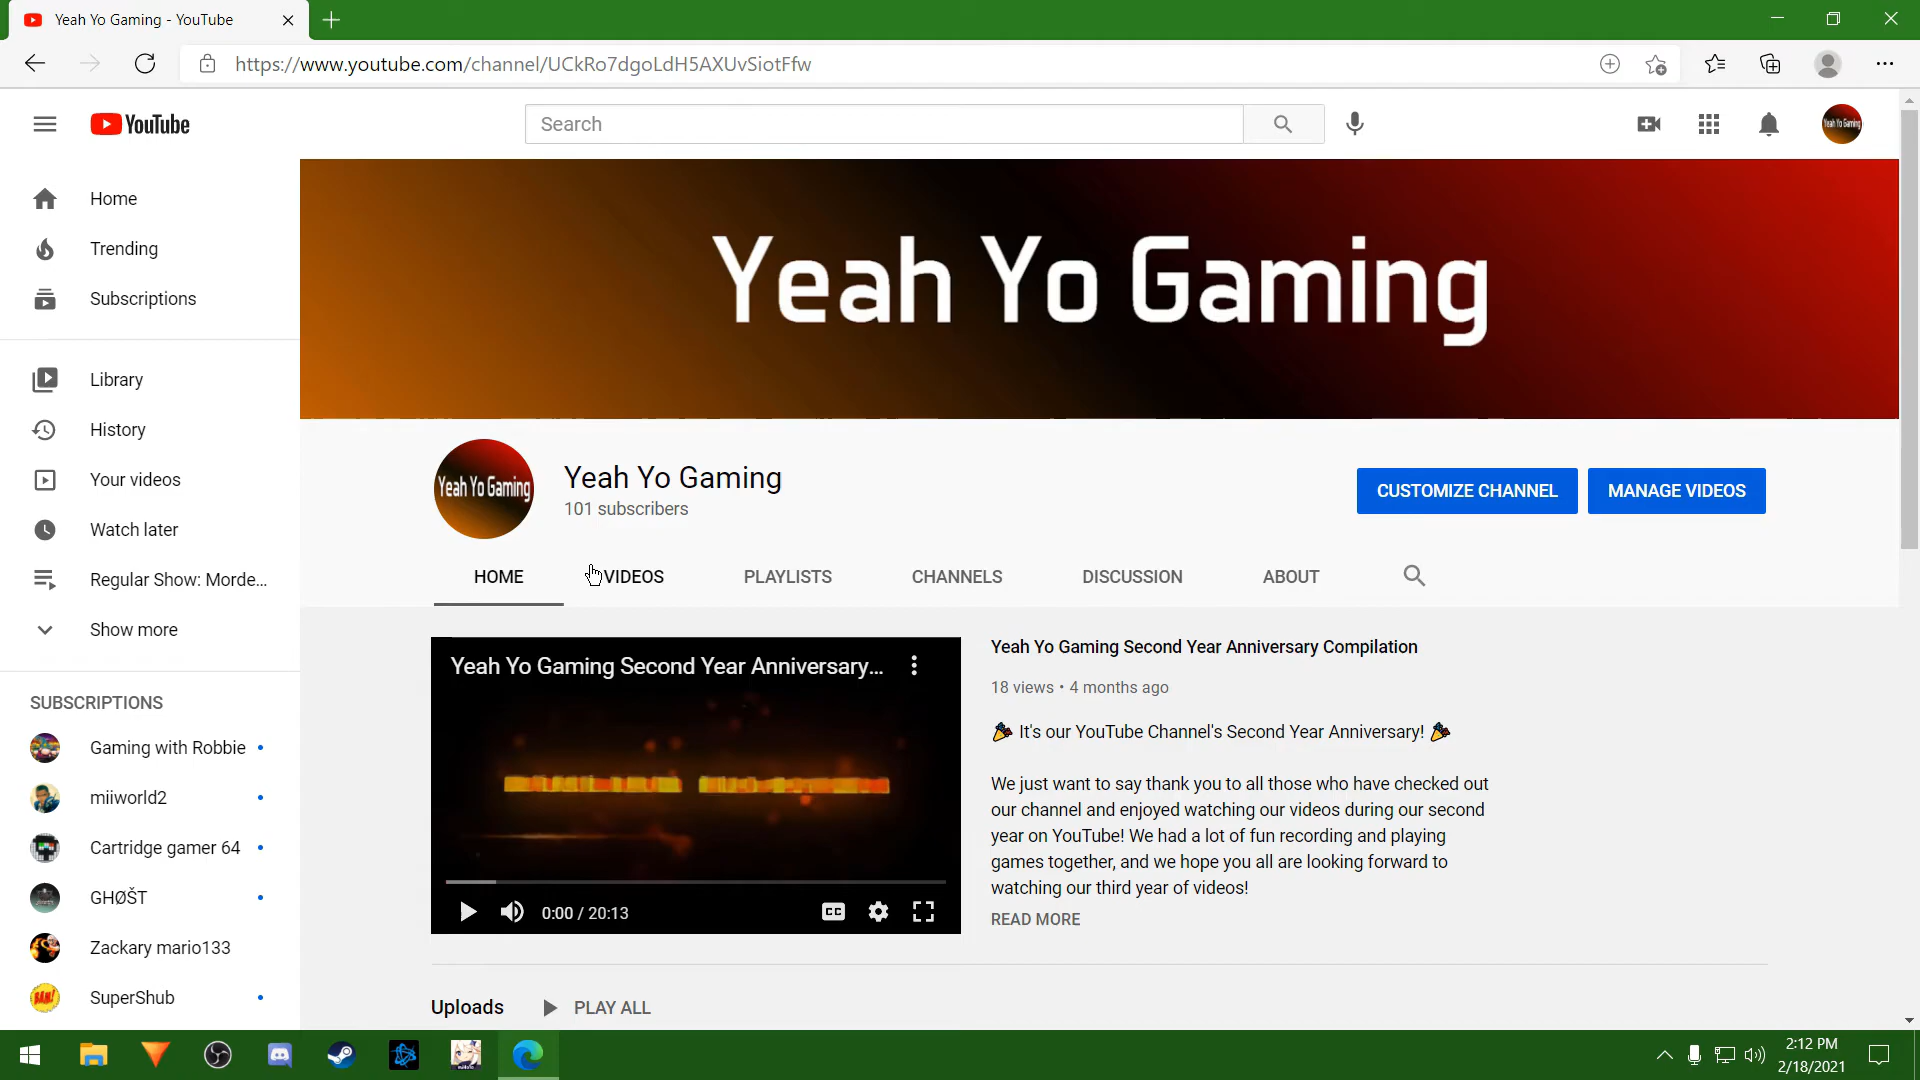 Yeah Yo Gaming - YouTube
https://www.youtube.com/channel/UCkRo7dgoLdH5AXUvSiotFfw
YouTube
Search
Yeah Yo Gaming
Home
Trending
Subscriptions
Library
History
Your videos
Watch later
Regular Show: Morde...
Show more
SUBSCRIPTIONS
Gaming with Robbie
miiworld2
Cartridge gamer 64
GHØŠT
Zackary mario133
SuperShub
Yeah Yo Gaming
Yeah Yo Gaming
Yeah Yo Gaming
101 subscribers
CUSTOMIZE CHANNEL
MANAGE VIDEOS
HOME
VIDEOS
PLAYLISTS
CHANNELS
DISCUSSION
ABOUT
Yeah Yo Gaming Second Year Anniversary...
CC
0:00 / 20:13
Yeah Yo Gaming Second Year Anniversary Compilation
18 views • 4 months ago
🎉 It's our YouTube Channel's Second Year Anniversary! 🎉
We just want to say thank you to all those who have checked out
our channel and enjoyed watching our videos during our second
year on YouTube! We had a lot of fun recording and playing
games together, and we hope you all are looking forward to
watching our third year of videos!
READ MORE
Uploads
PLAY ALL
2:12 PM
2/18/2021